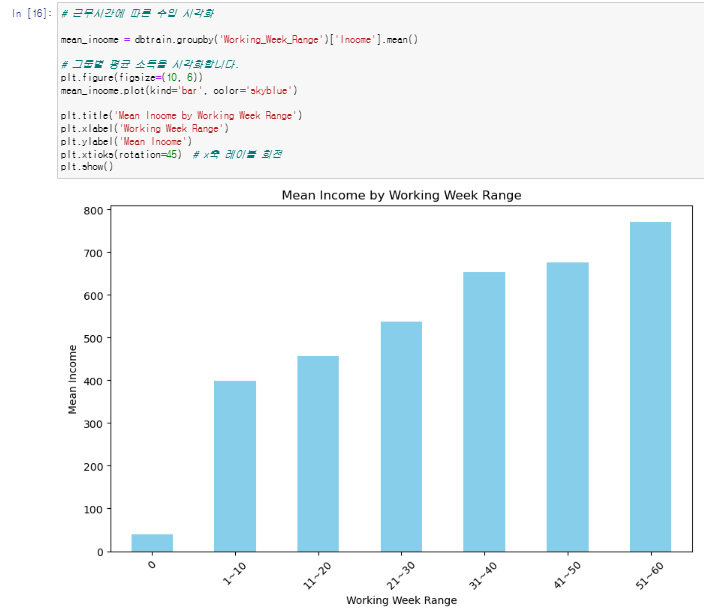 In [16]:
# 근무시간에 따른 수입 시각화
mean_income = dbtrain.groupby('Working_Week_Range')['Income'].mean()
# 그룹별 평균 소득을 시각화합니다.
plt.figure(figsize=(10, 6))
mean_income.plot(kind='bar', color='skyblue')
plt.title('Mean Income by Working Week Range')
plt.xlabel('Working Week Range')
plt.ylabel('Mean Income')
plt.xticks(rotation=45)  # x축 레이블 회전
plt.show()
Mean Income by Working Week Range
800
700
600
500
400
300
200
100
0
Mean Income
0
1~10
11~20
21~30
31~40
41~50
51~60
Working Week Range